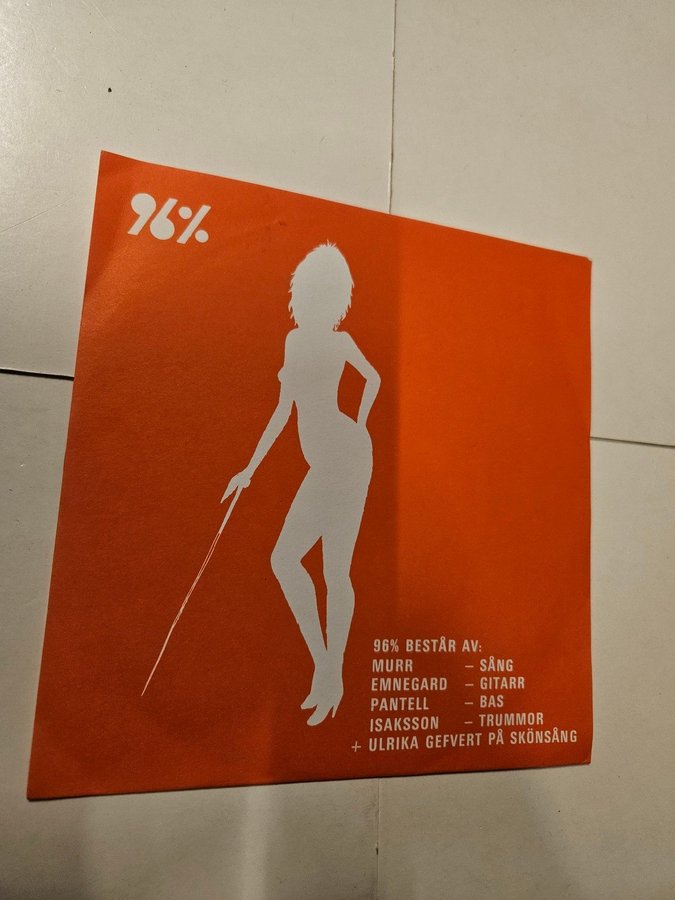 96%
96% BESTÅR AV:
MURR – SÅNG
EMNEGARD – GITARR
PANTELL – BAS
ISAKSSON – TRUMMOR
+ ULRIKA GEFVERT PÅ SKÖNSÅNG